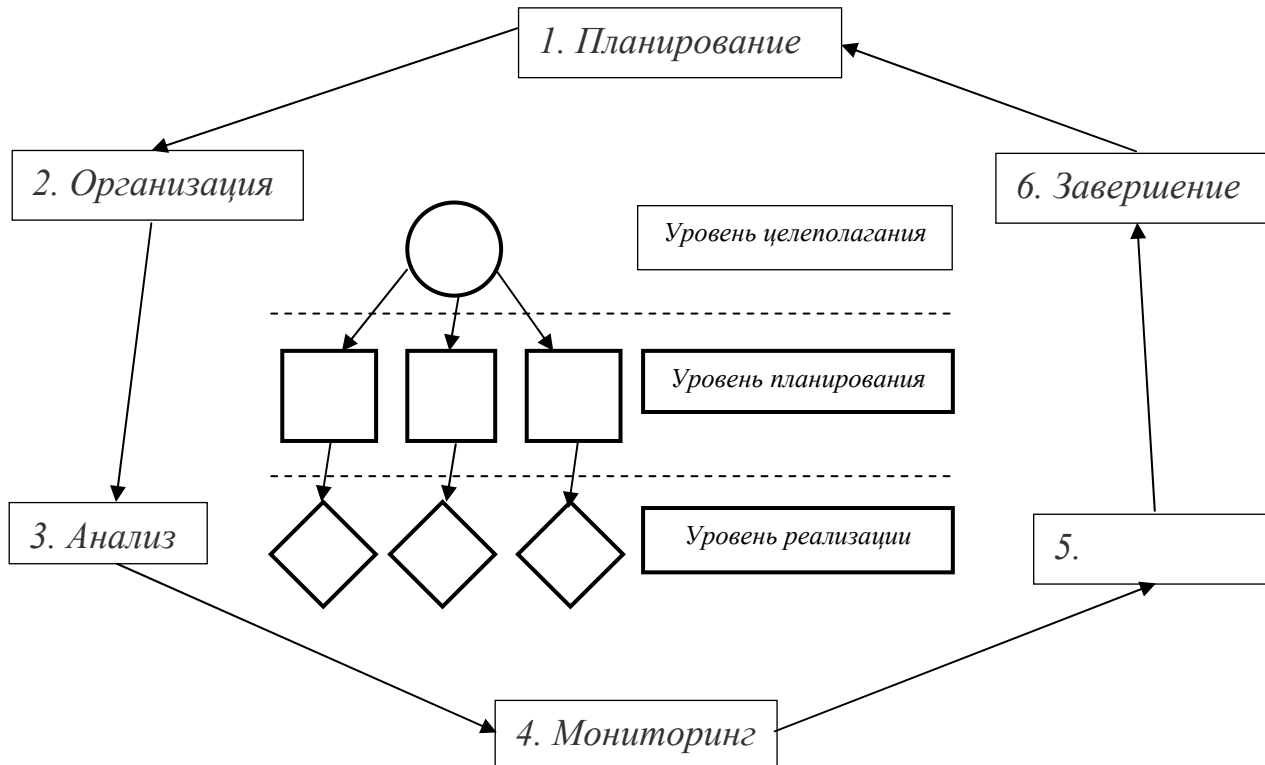 1. Планирование
2. Организация
6. Завершение
Уровень целеполагания
Уровень планирования
3. Анализ
Уровень реализации
5.
4. Мониторинг